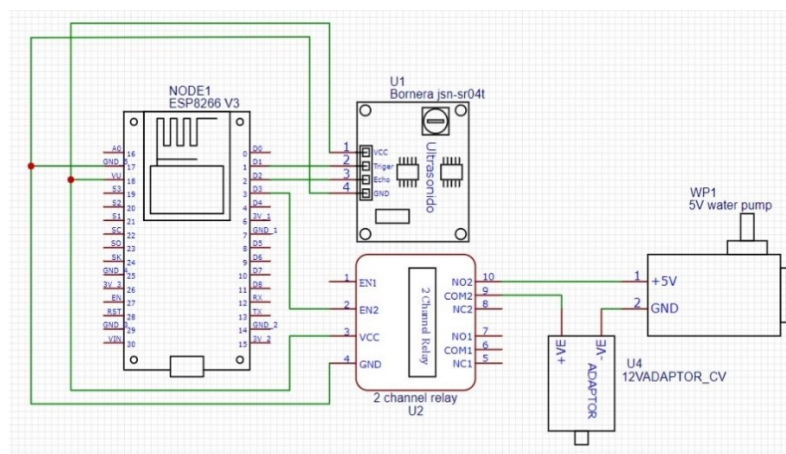 NODE1
ESP8266 V3
A0 16
GND_5 17
VU 18
S3 19
S2 20
S1 21
SC 22
SO 23
SK 24
GND_4 25
3V_3 26
EN 27
RST 28
GND_3 29
VIN 30
D0 0
D1 1
D2 2
D3 3
D4 4
3V_1 6
GND_1 7
D5 8
D6 9
D7 10
D8 11
RX 12
TX 13
GND_2 14
3V_2 15
U1
Bornera jsn-sr04t
1 VCC
2 Triger
3 Echo
4 GND
Ultrasonido
1 EN1
2 EN2
3 VCC
4 GND
2 Channel Relay
NO2 10
COM2 9
NC2 8
NO1 7
COM1 6
NC1 5
2 channel relay
U2
WP1
5V water pump
1 +5V
2 GND
VE+
VE-
ADAPTOR
U4
12VADAPTOR_CV